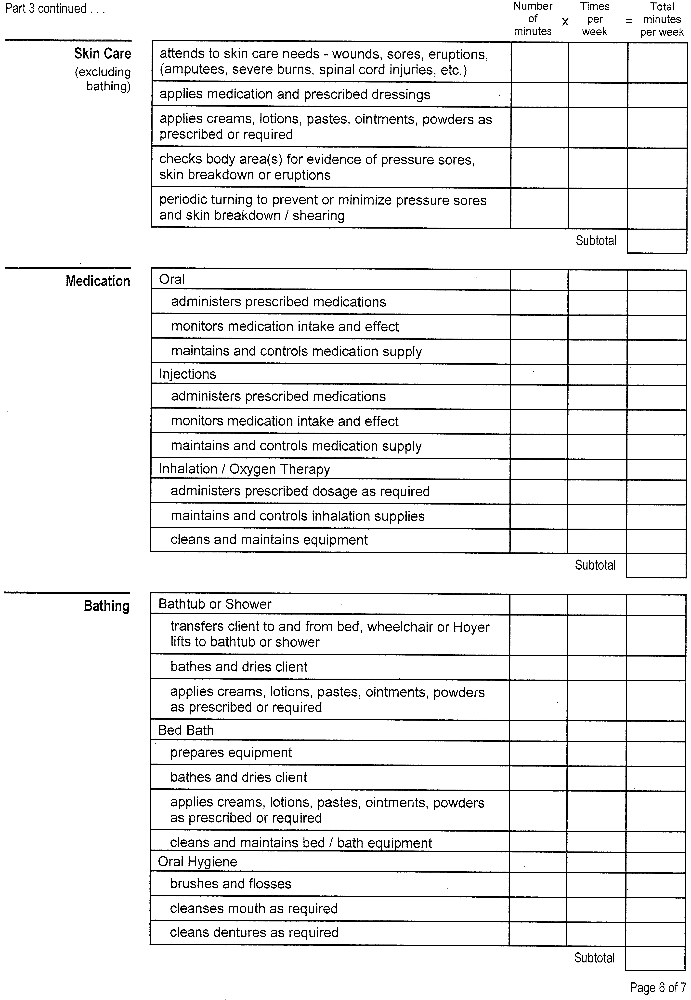 Part 3 continued . . .
Number of minutes x Times per week = Total minutes per week
Skin Care
(excluding
bathing)
attends to skin care needs - wounds, sores, eruptions,
(amputees, severe burns, spinal cord injuries, etc.)
applies medication and prescribed dressings
applies creams, lotions, pastes, ointments, powders as
prescribed or required
checks body area(s) for evidence of pressure sores,
skin breakdown or eruptions
periodic turning to prevent or minimize pressure sores
and skin breakdown / shearing
Subtotal
Medication
Oral
administers prescribed medications
monitors medication intake and effect
maintains and controls medication supply
Injections
administers prescribed medications
monitors medication intake and effect
maintains and controls medication supply
Inhalation / Oxygen Therapy
administers prescribed dosage as required
maintains and controls inhalation supplies
cleans and maintains equipment
Subtotal
Bathing
Bathtub or Shower
transfers client to and from bed, wheelchair or Hoyer
lifts to bathtub or shower
bathes and dries client
applies creams, lotions, pastes, ointments, powders
as prescribed or required
Bed Bath
prepares equipment
bathes and dries client
applies creams, lotions, pastes, ointments, powders
as prescribed or required
cleans and maintains bed / bath equipment
Oral Hygiene
brushes and flosses
cleanses mouth as required
cleans dentures as required
Subtotal
Page 6 of 7